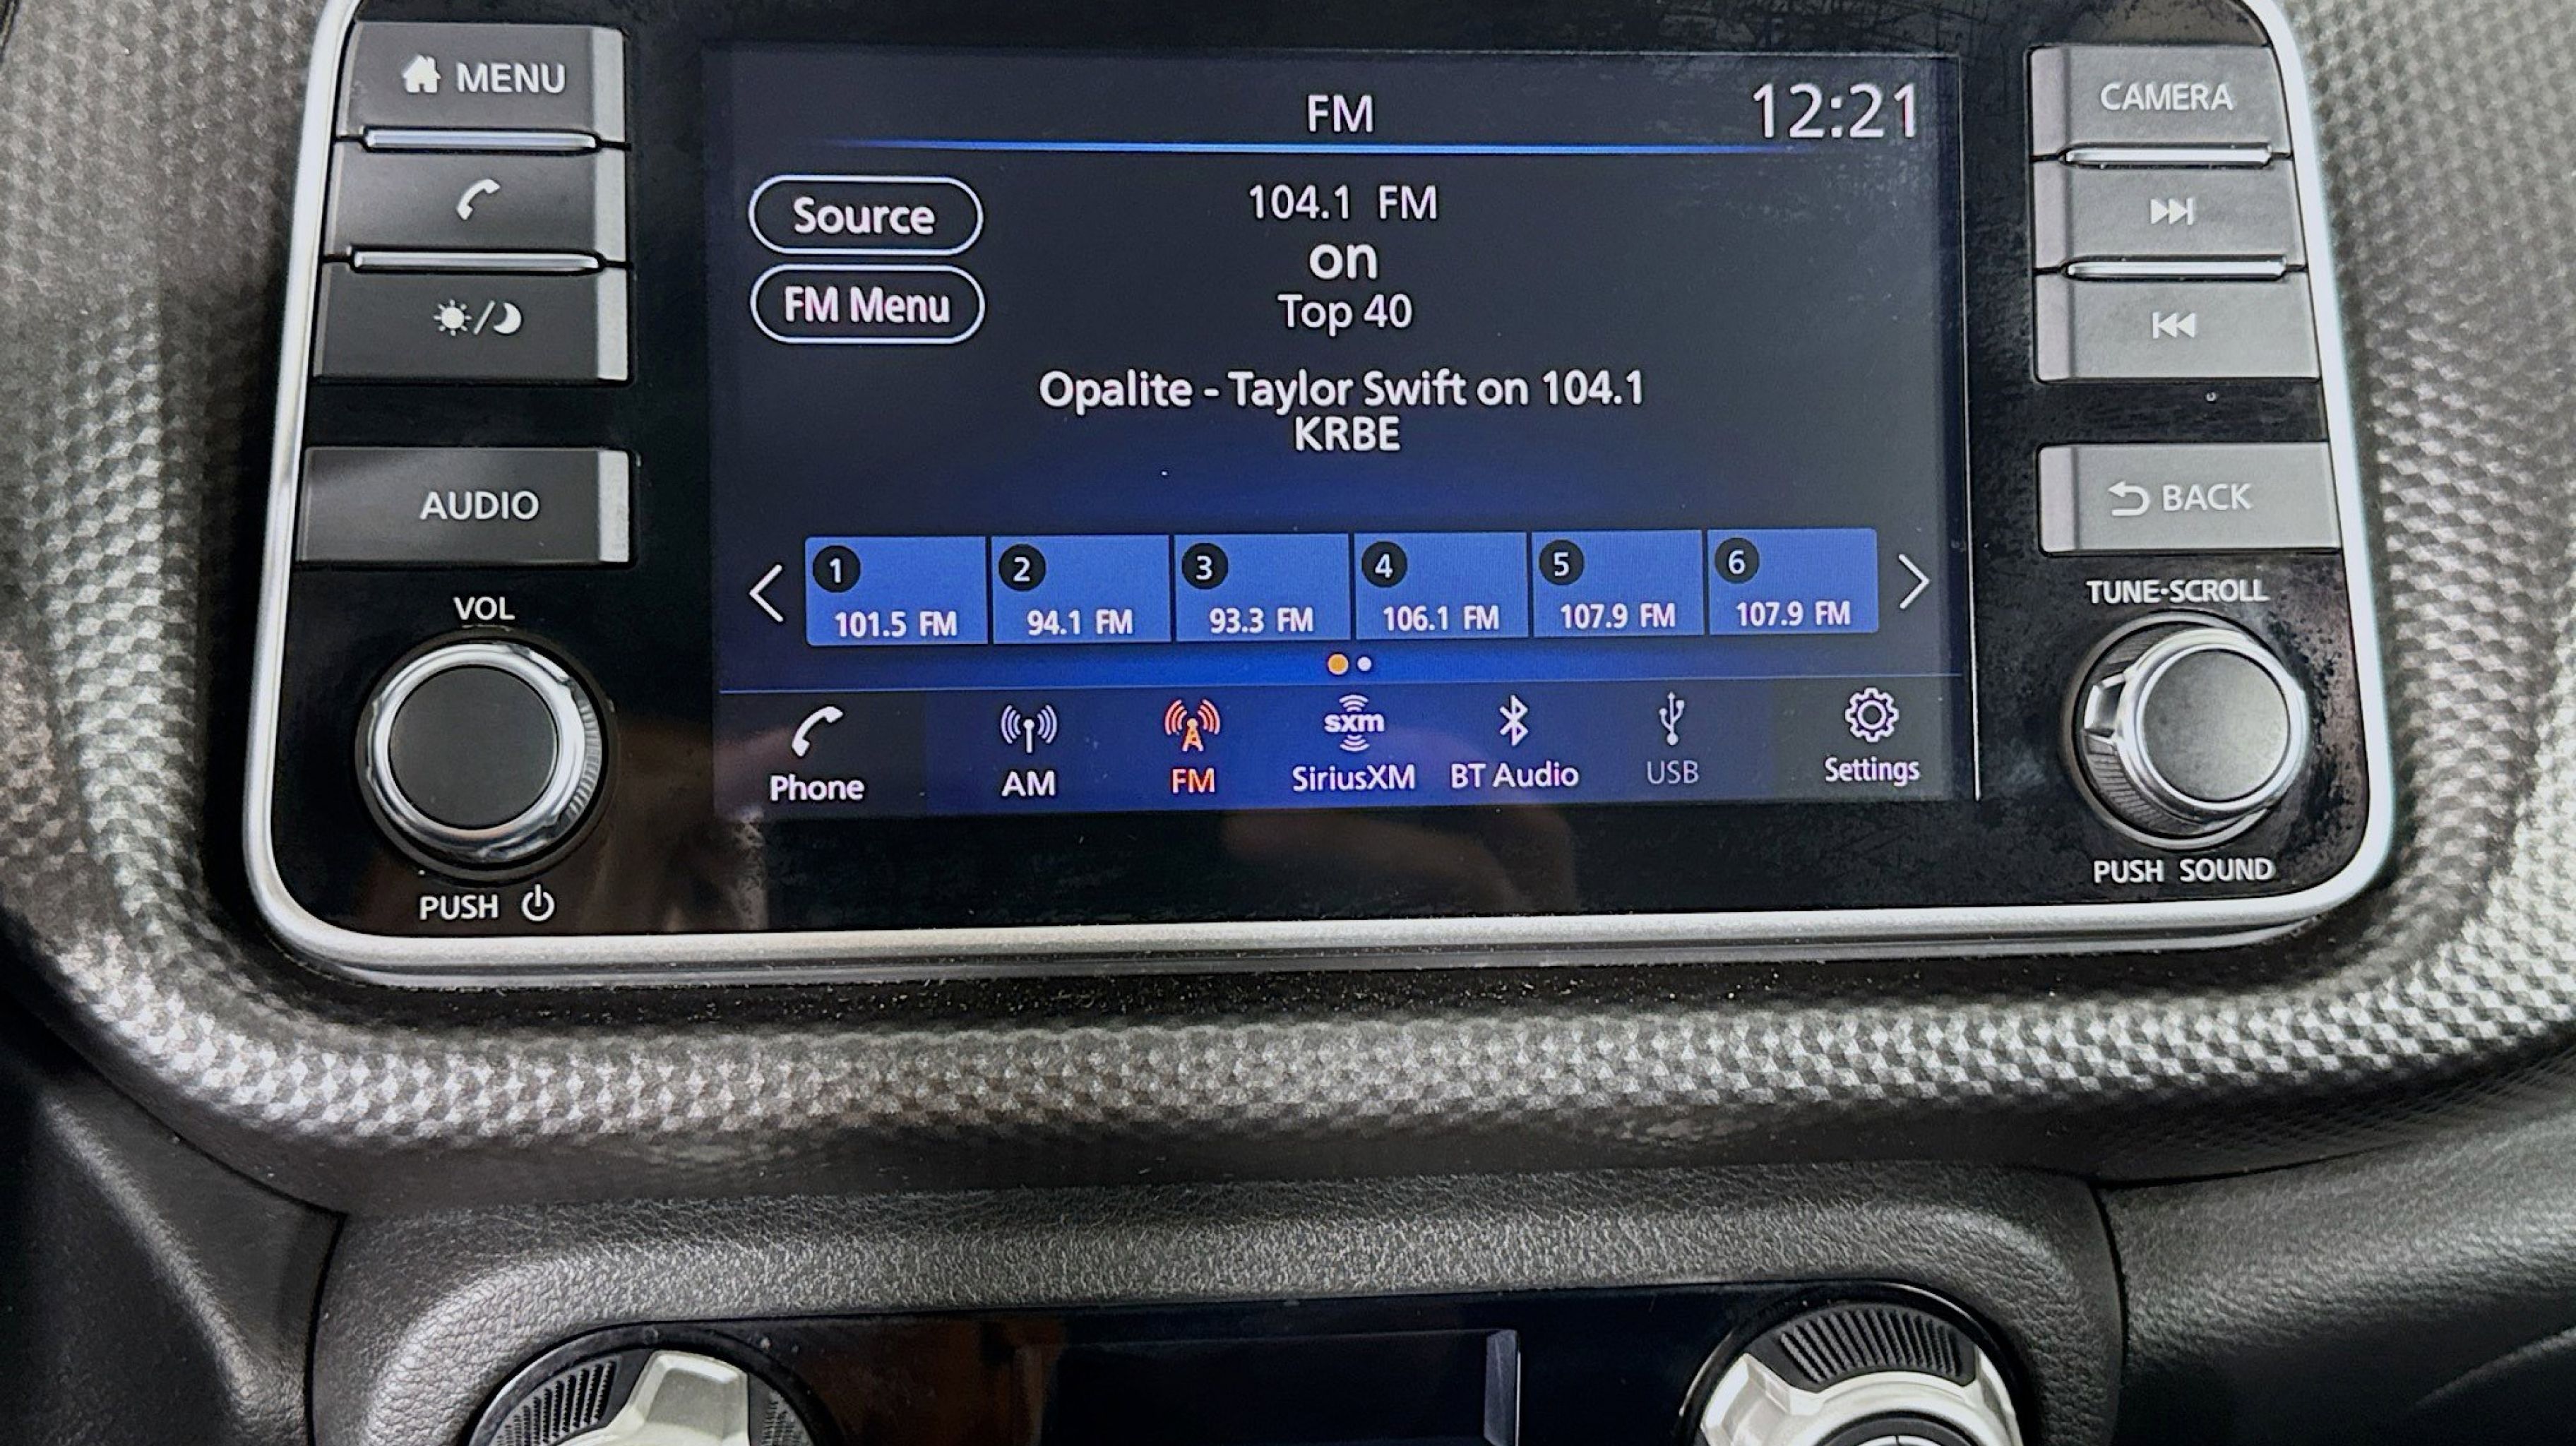 MENU
CAMERA
FM
12:21
Source
104.1 FM
on
FM Menu
Top 40
Opalite - Taylor Swift on 104.1
KRBE
AUDIO
BACK
VOL
TUNE·SCROLL
1
2
3
4
5
6
101.5 FM
94.1 FM
93.3 FM
106.1 FM
107.9 FM
107.9 FM
sxm
Phone
AM
FM
SiriusXM
BT Audio
USB
Settings
PUSH
PUSH SOUND